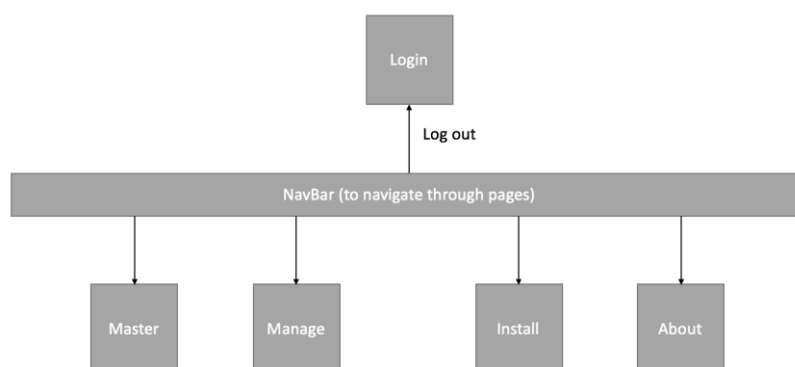 Login
Log out
NavBar (to navigate through pages)
Master
Manage
Install
About